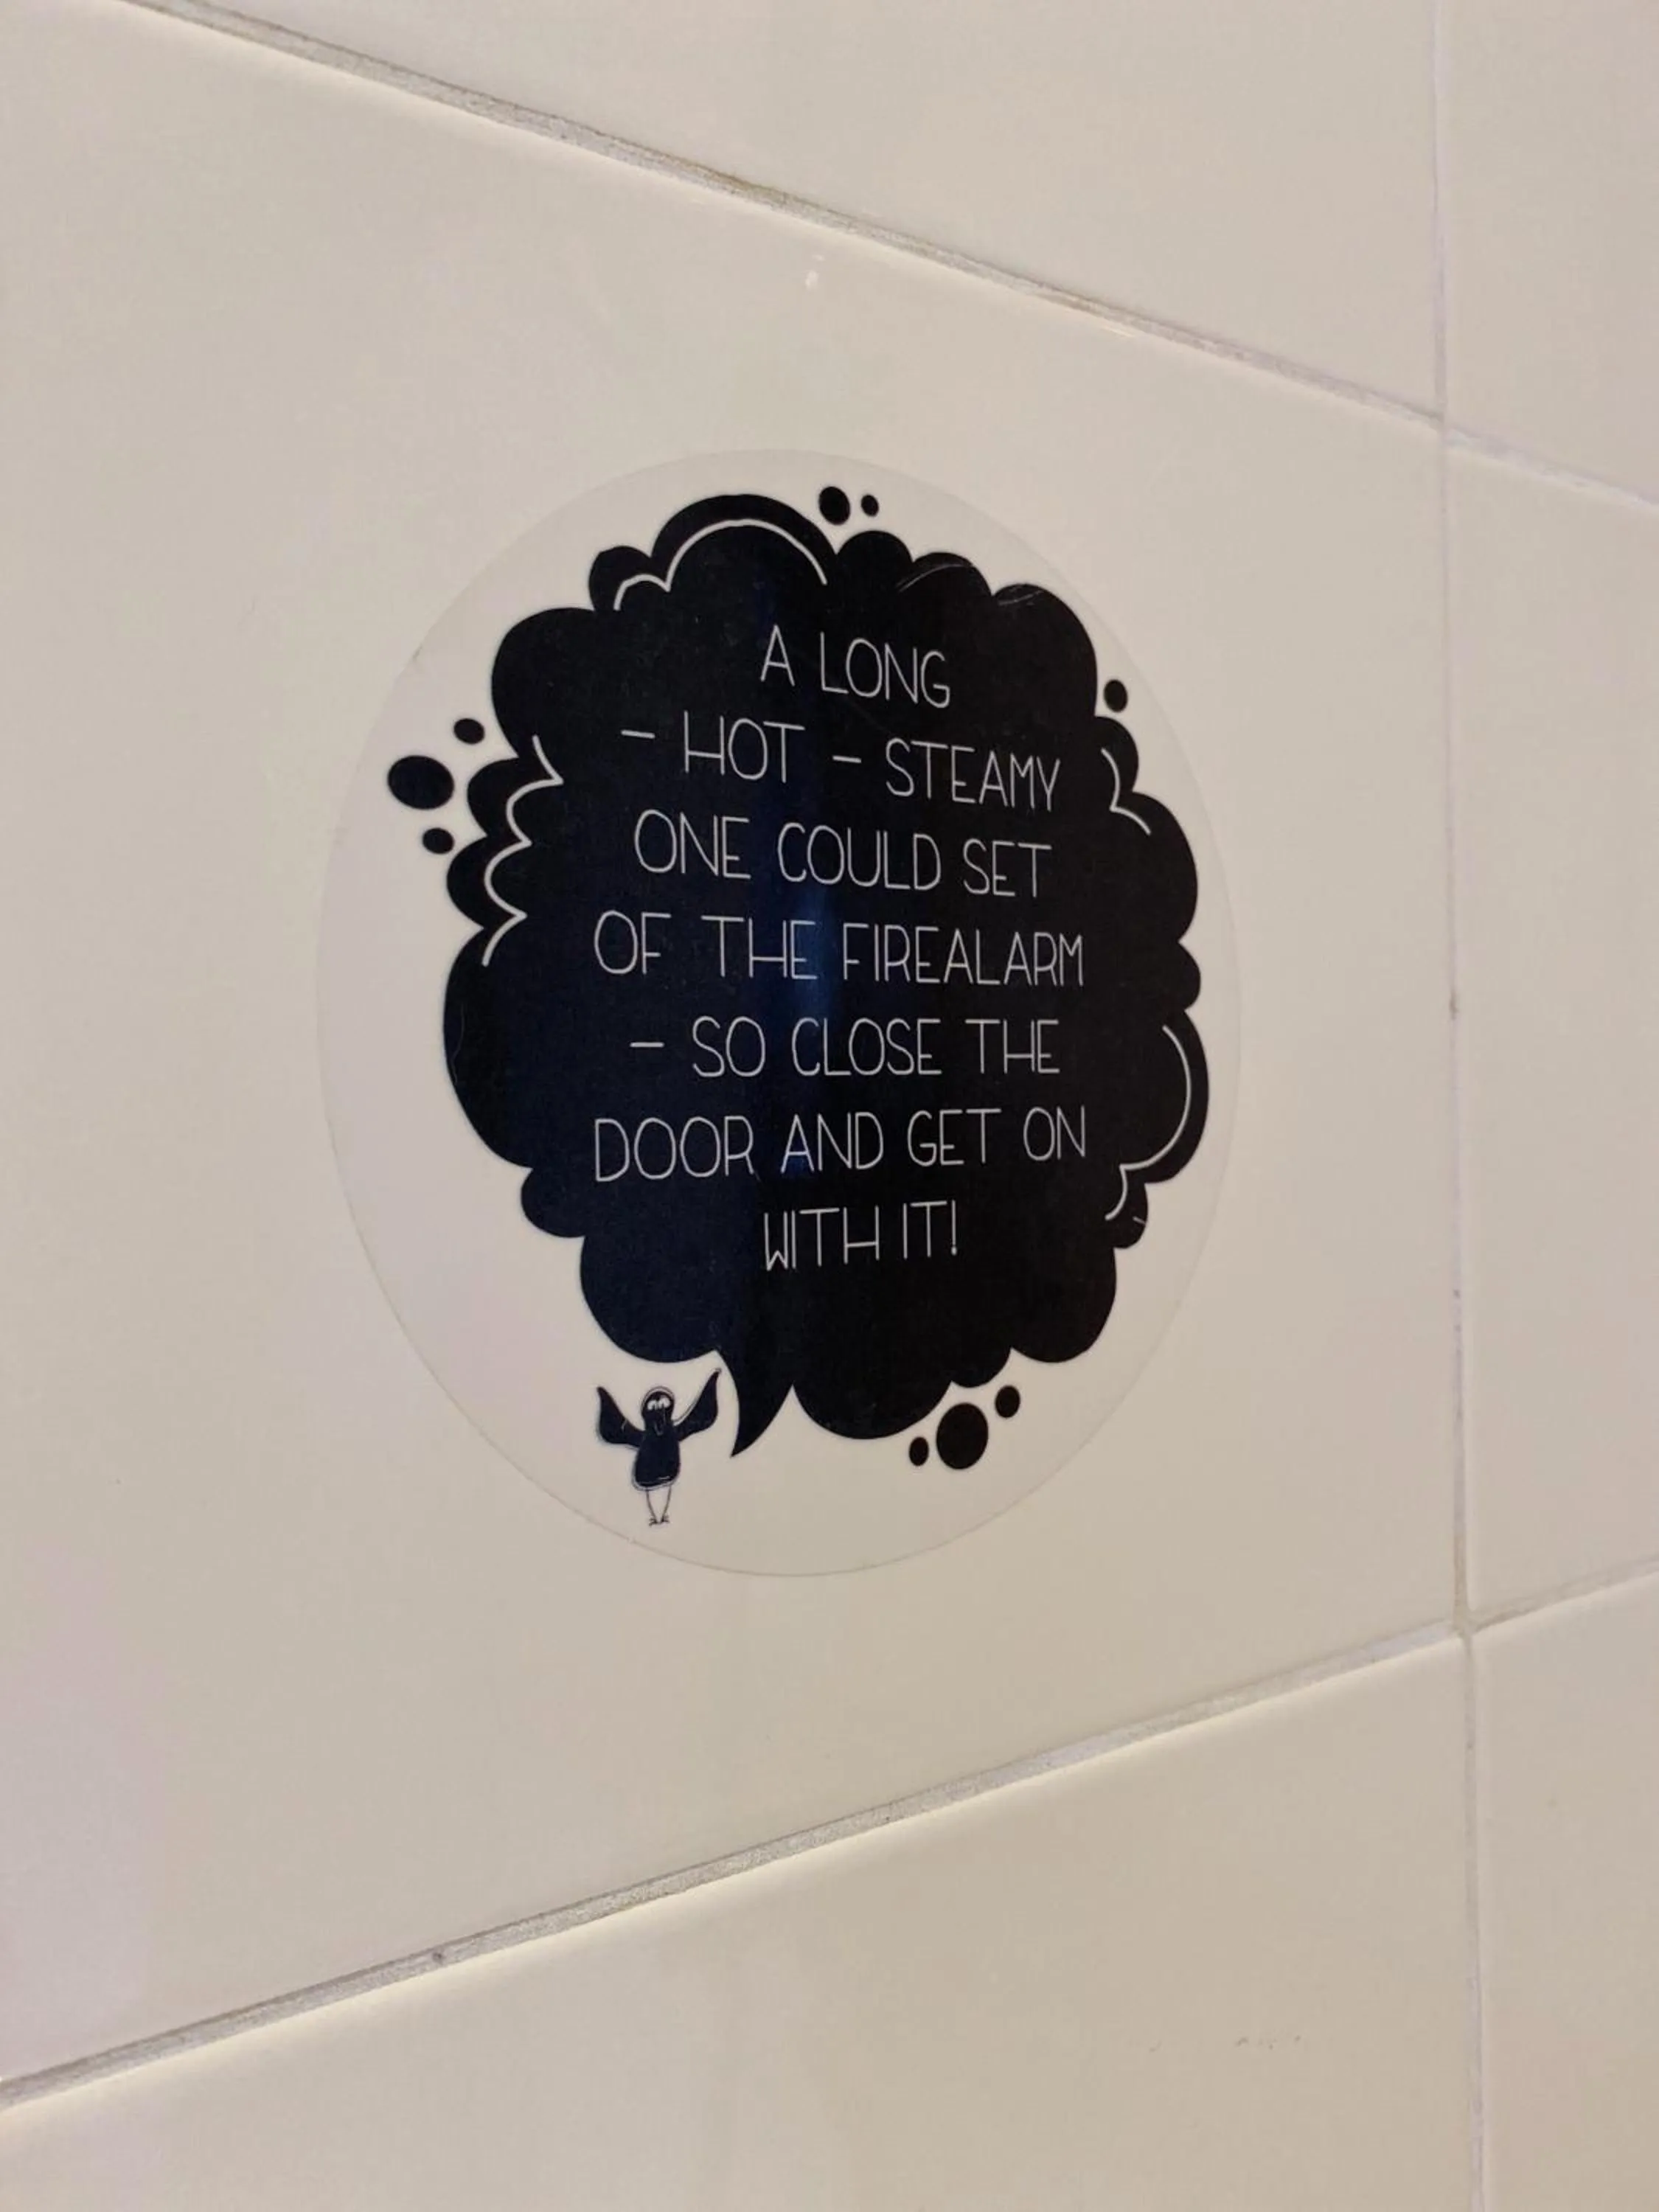 A LONG
- HOT - STEAMY
ONE COULD SET
OF THE FIREALARM
- SO CLOSE THE
DOOR AND GET ON
WITH IT!